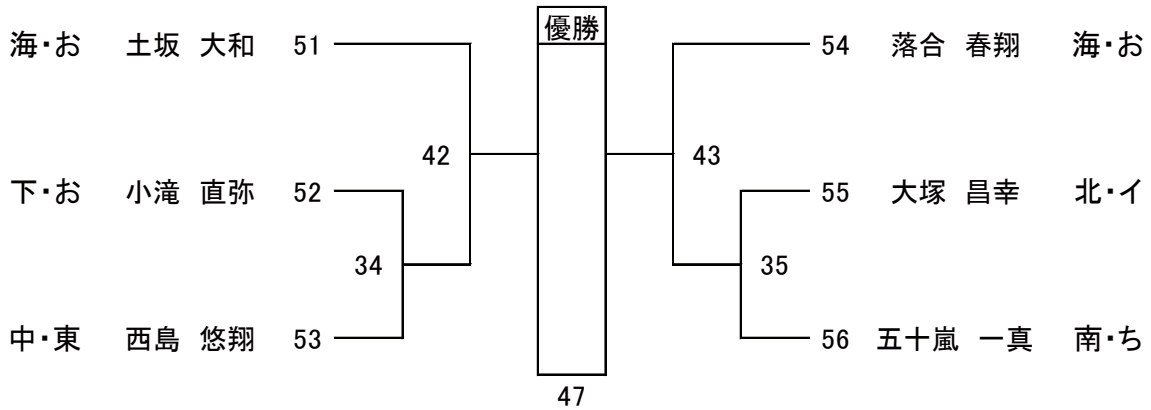 優勝
海・お 土坂 大和 51
54 落合 春翔 海・お
42
43
下・お 小滝 直弥 52
55 大塚 昌幸 北・イ
34
35
中・東 西島 悠翔 53
56 五十嵐 一真 南・ち
47